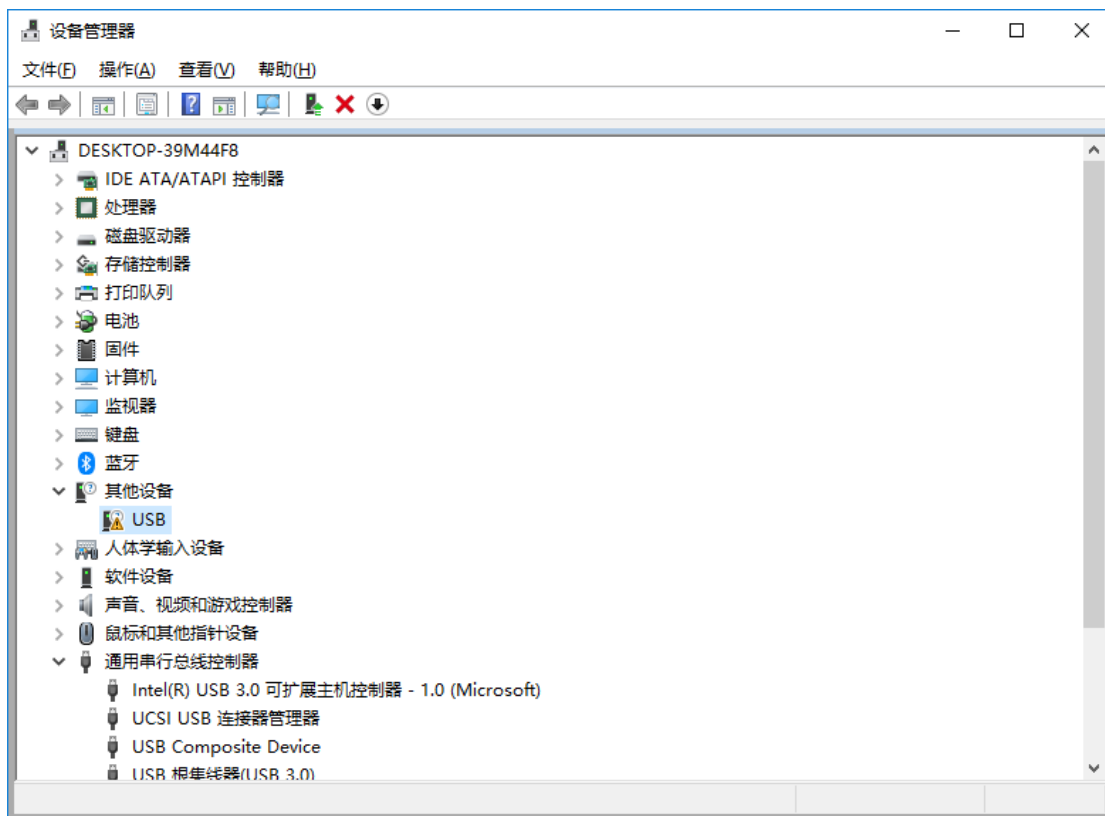 设备管理器
文件(F) 操作(A) 查看(V) 帮助(H)
DESKTOP-39M44F8
IDE ATA/ATAPI 控制器
处理器
磁盘驱动器
存储控制器
打印队列
电池
固件
计算机
监视器
键盘
蓝牙
其他设备
USB
人体学输入设备
软件设备
声音、视频和游戏控制器
鼠标和其他指针设备
通用串行总线控制器
Intel(R) USB 3.0 可扩展主机控制器 - 1.0 (Microsoft)
UCSI USB 连接器管理器
USB Composite Device
USB 根集线器(USB 3.0)